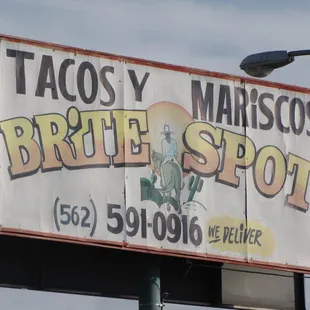 TACOS Y MARISCOS
BRITE SPOT
(562) 591-0916 WE DELIVER